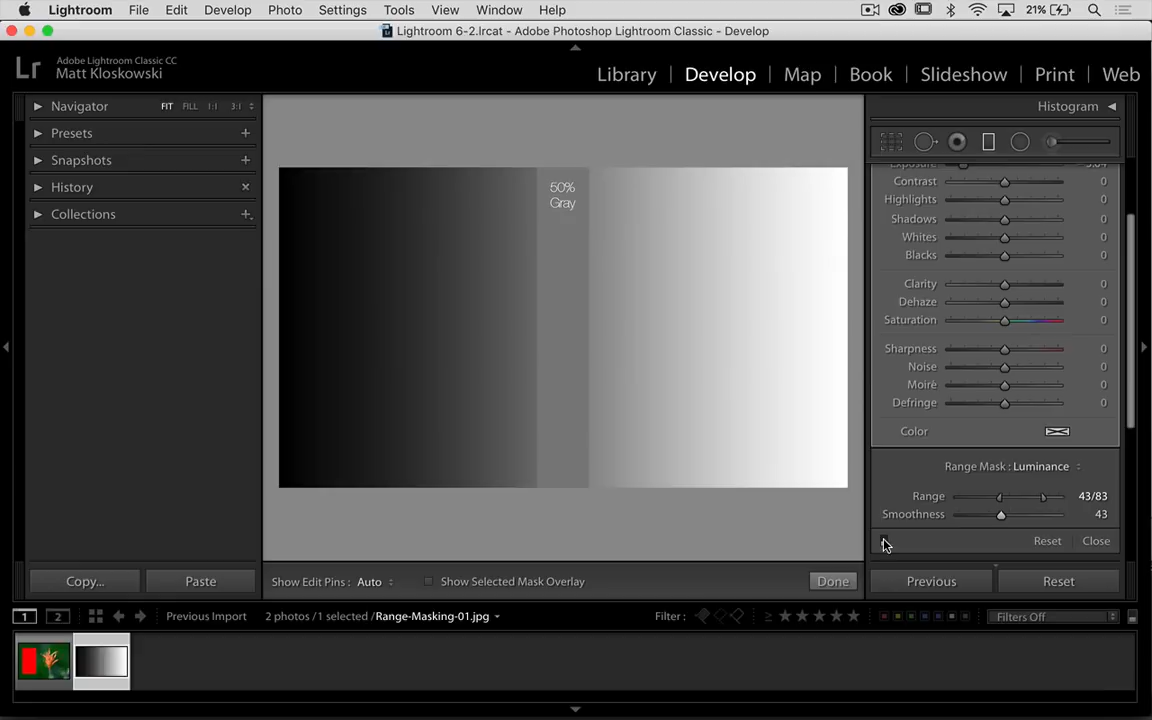 Lightroom File Edit Develop Photo Settings Tools View Window Help 21%
Lightroom 6-2.lrcat - Adobe Photoshop Lightroom Classic - Develop
Lr
Adobe Lightroom Classic CC
Matt Kloskowski
Library Develop Map Book Slideshow Print Web
Navigator FIT FILL 1:1 3:1
Presets
Snapshots
History
Collections
50%
Gray
Histogram
Contrast 0
Highlights 0
Shadows 0
Whites 0
Blacks 0
Clarity 0
Dehaze 0
Saturation 0
Sharpness 0
Noise 0
Moiré 0
Defringe 0
Color
Range Mask : Luminance
Range 43/83
Smoothness 43
Reset Close
Copy... Paste
Show Edit Pins : Auto Show Selected Mask Overlay Done
Previous Reset
1 2 Previous Import 2 photos /1 selected /Range-Masking-01.jpg Filter : Filters Off